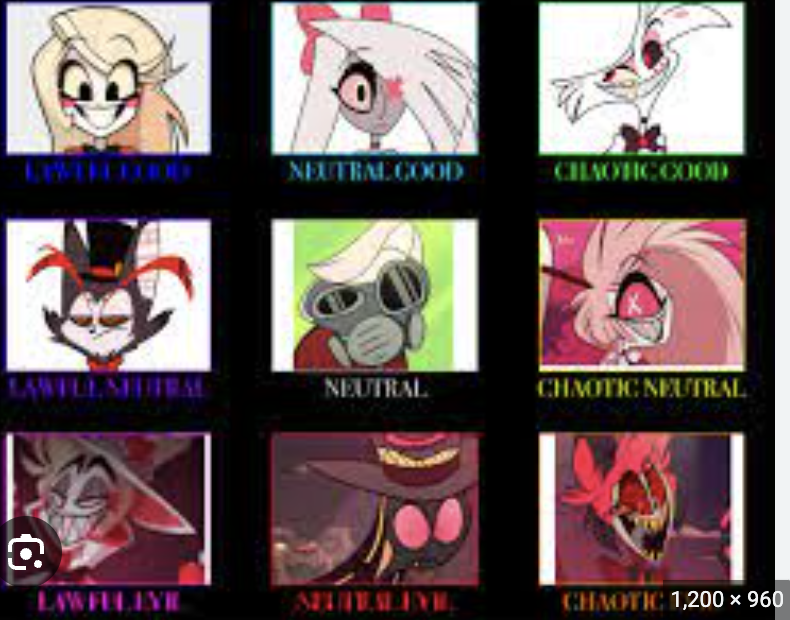 LAWFUL GOOD NEUTRAL GOOD CHAOTIC GOOD
LAWFUL NEUTRAL NEUTRAL CHAOTIC NEUTRAL
LAWFUL EVIL NEUTRAL EVIL CHAOTIC
1,200 × 960